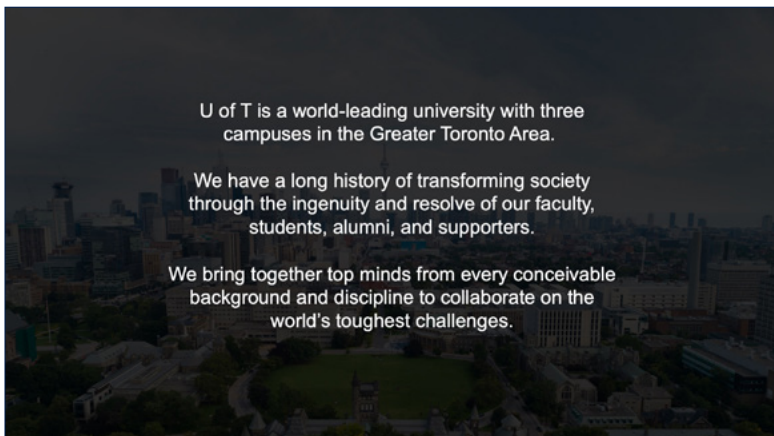 U of T is a world-leading university with three
campuses in the Greater Toronto Area.
We have a long history of transforming society
through the ingenuity and resolve of our faculty,
students, alumni, and supporters.
We bring together top minds from every conceivable
background and discipline to collaborate on the
world's toughest challenges.